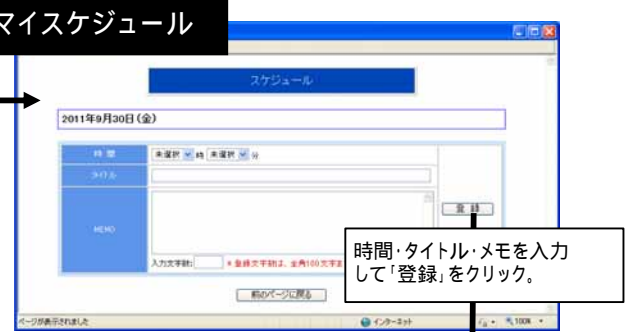 マイスケジュール
スケジュール
2011年9月30日(金)
時 間
未選択 時 未選択 分
タイトル
登 録
MEMO
入力文字数:
＊登録文字数は、全角100文字ま
時間・タイトル・メモを入力
して「登録」をクリック。
前のページに戻る
ページが表示されました
インターネット
100%